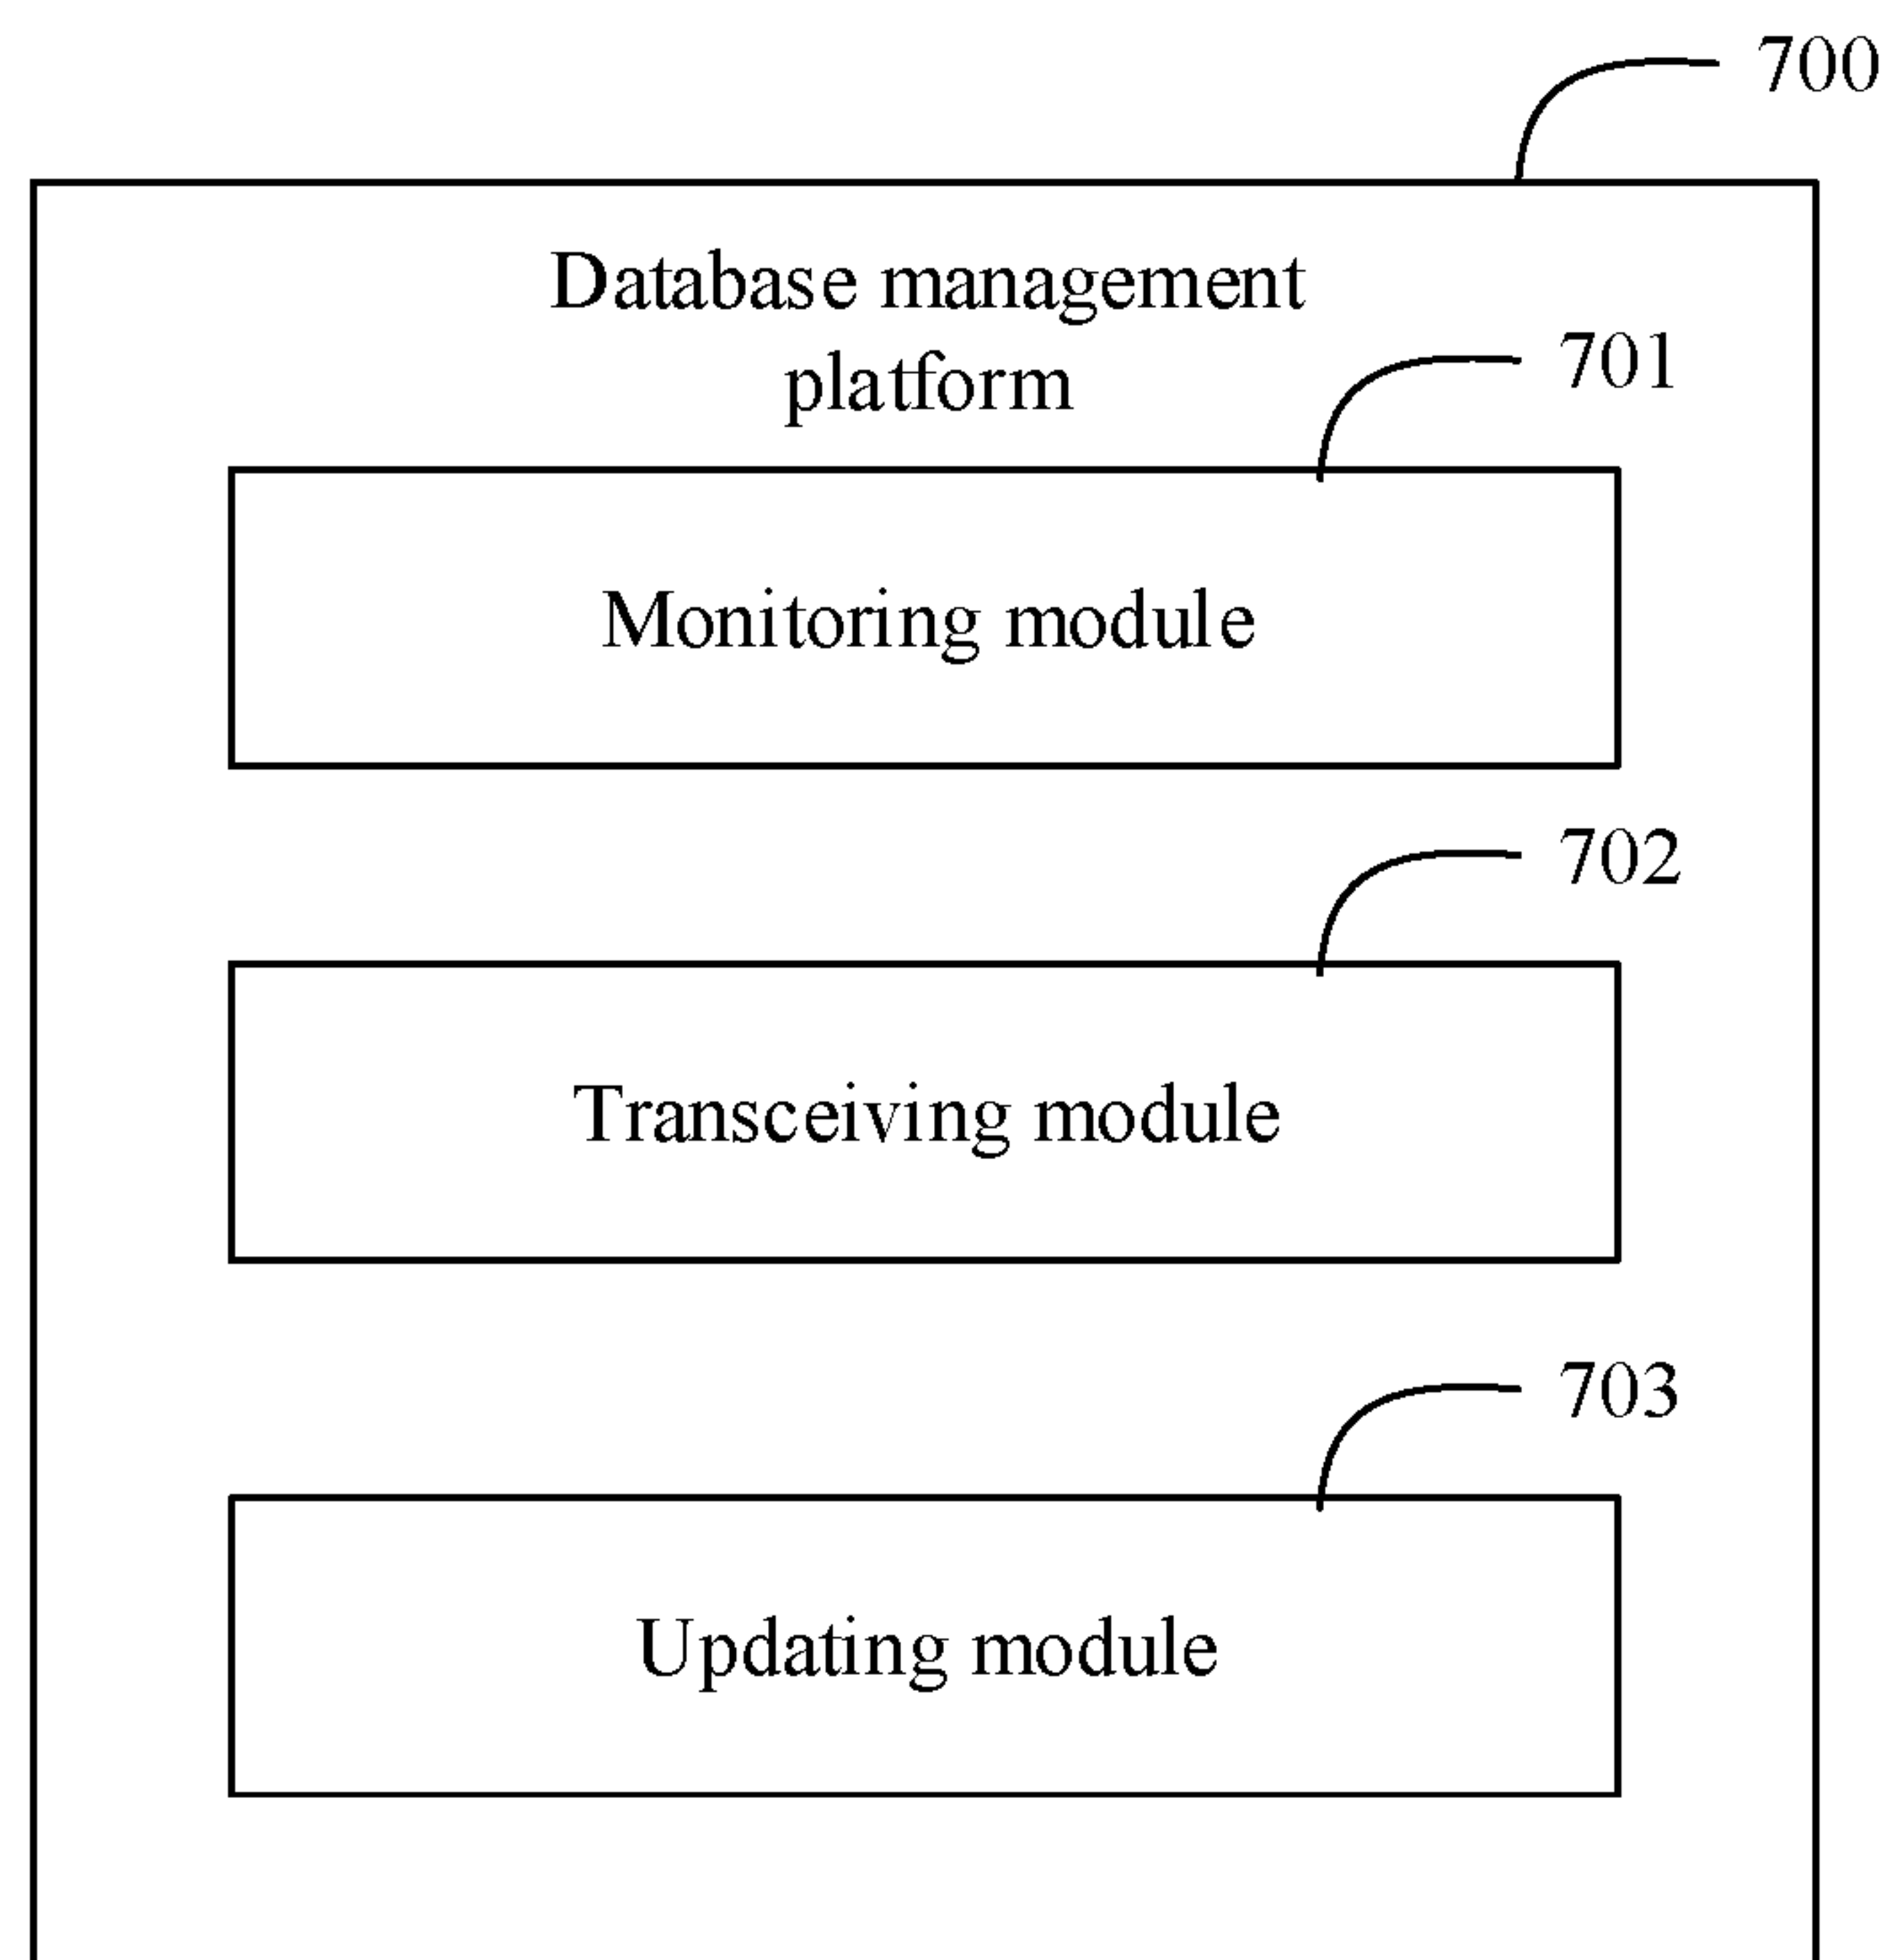 700
Database management
platform
701
Monitoring module
702
Transceiving module
703
Updating module